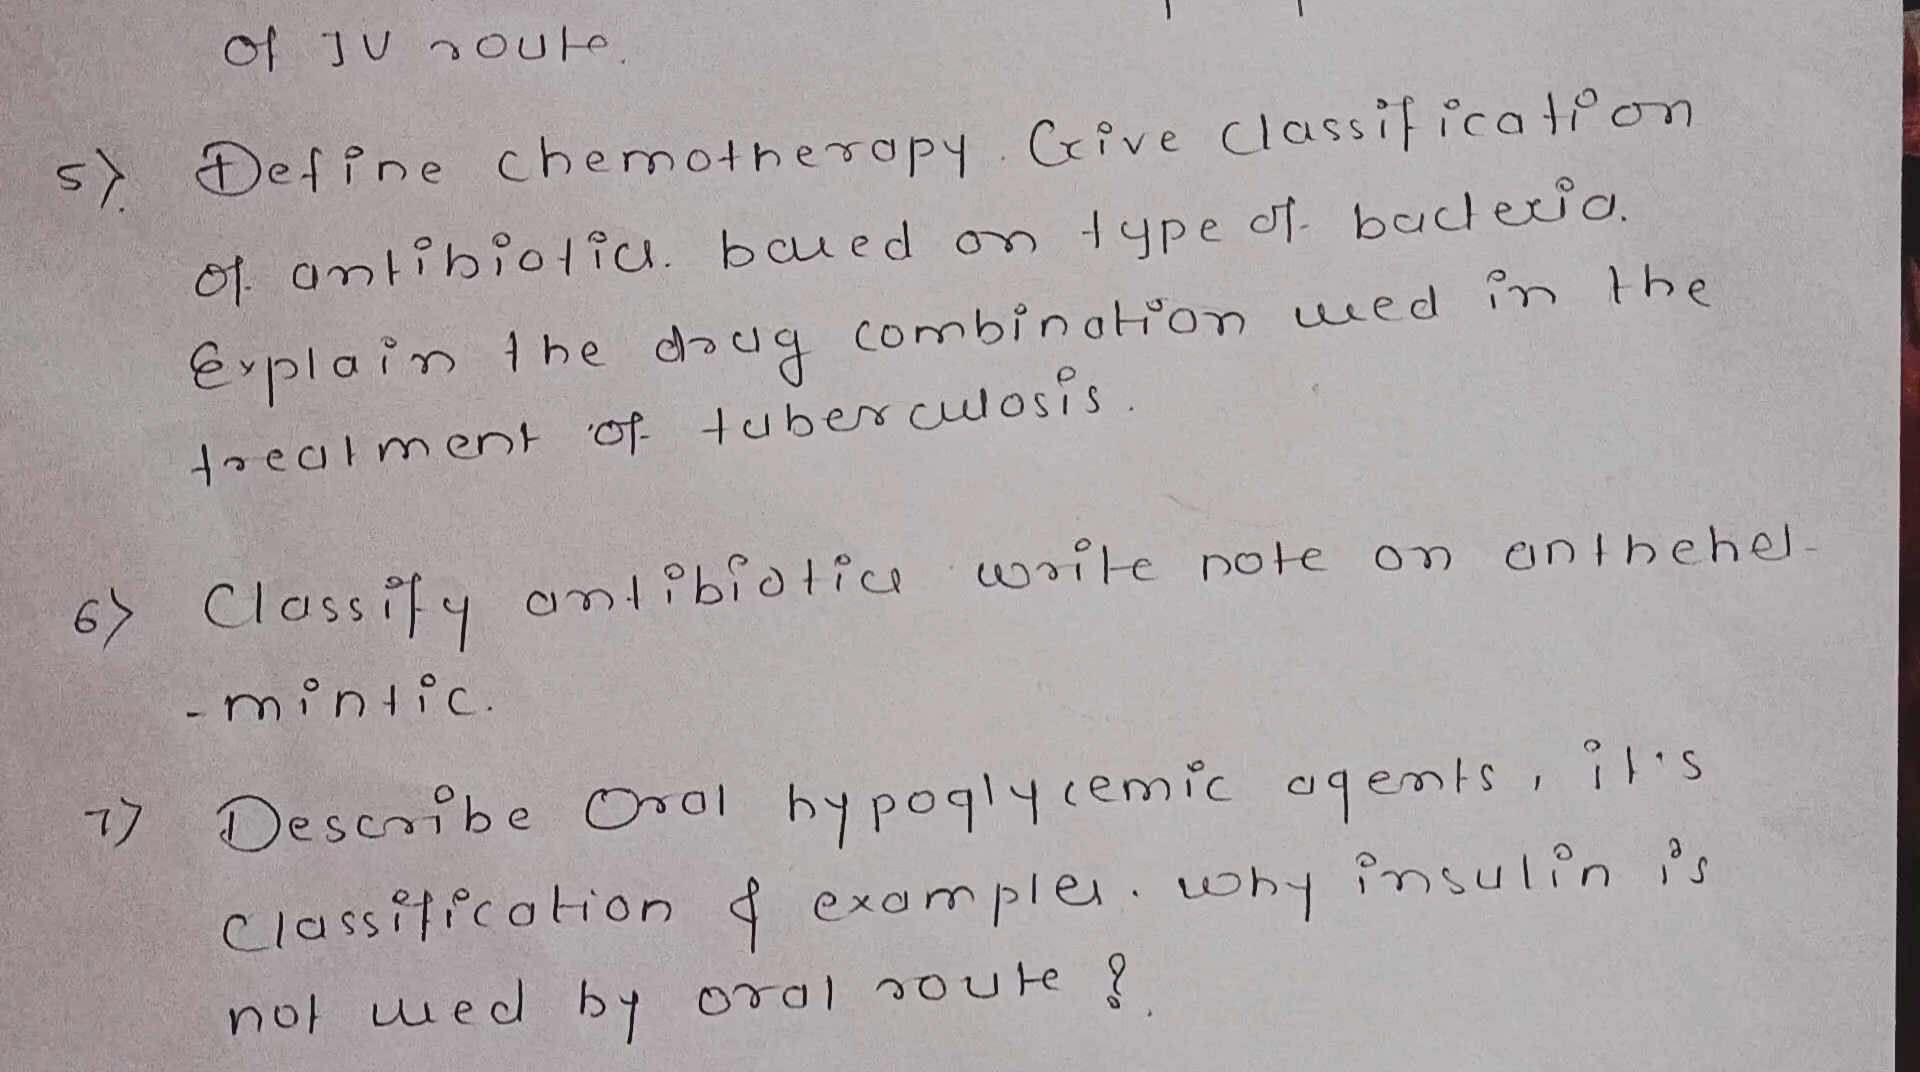 of IV route.
5). Define chemotherapy. Give classification
of antibiotics. based on type of bacteria.
Explain the drug combination used in the
treatment of tuberculosis.
6) Classify antibiotics write note on anthehel-
-mintic.
7) Describe Oral hypoglycemic agents, it's
classification & examples. why insulin is
not used by oral route ?.